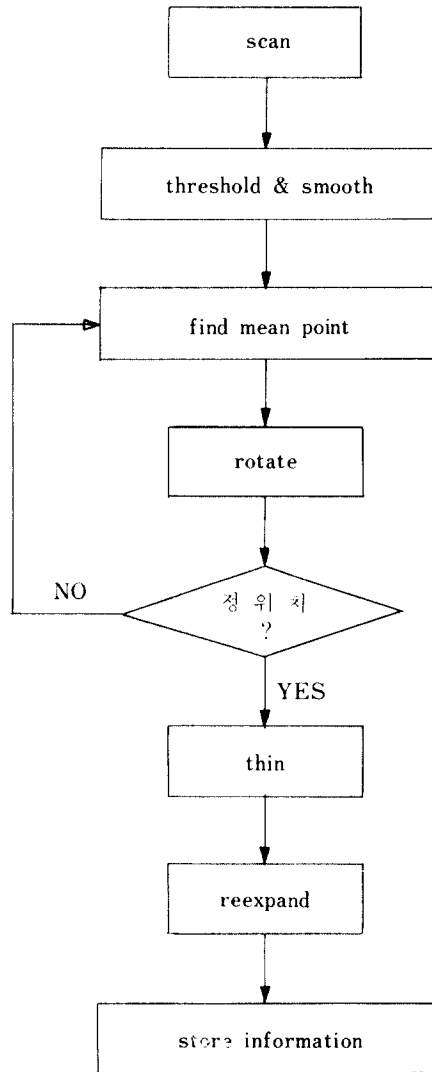 scan
threshold & smooth
find mean point
rotate
NO
정 위 치
?
YES
thin
reexpand
store information